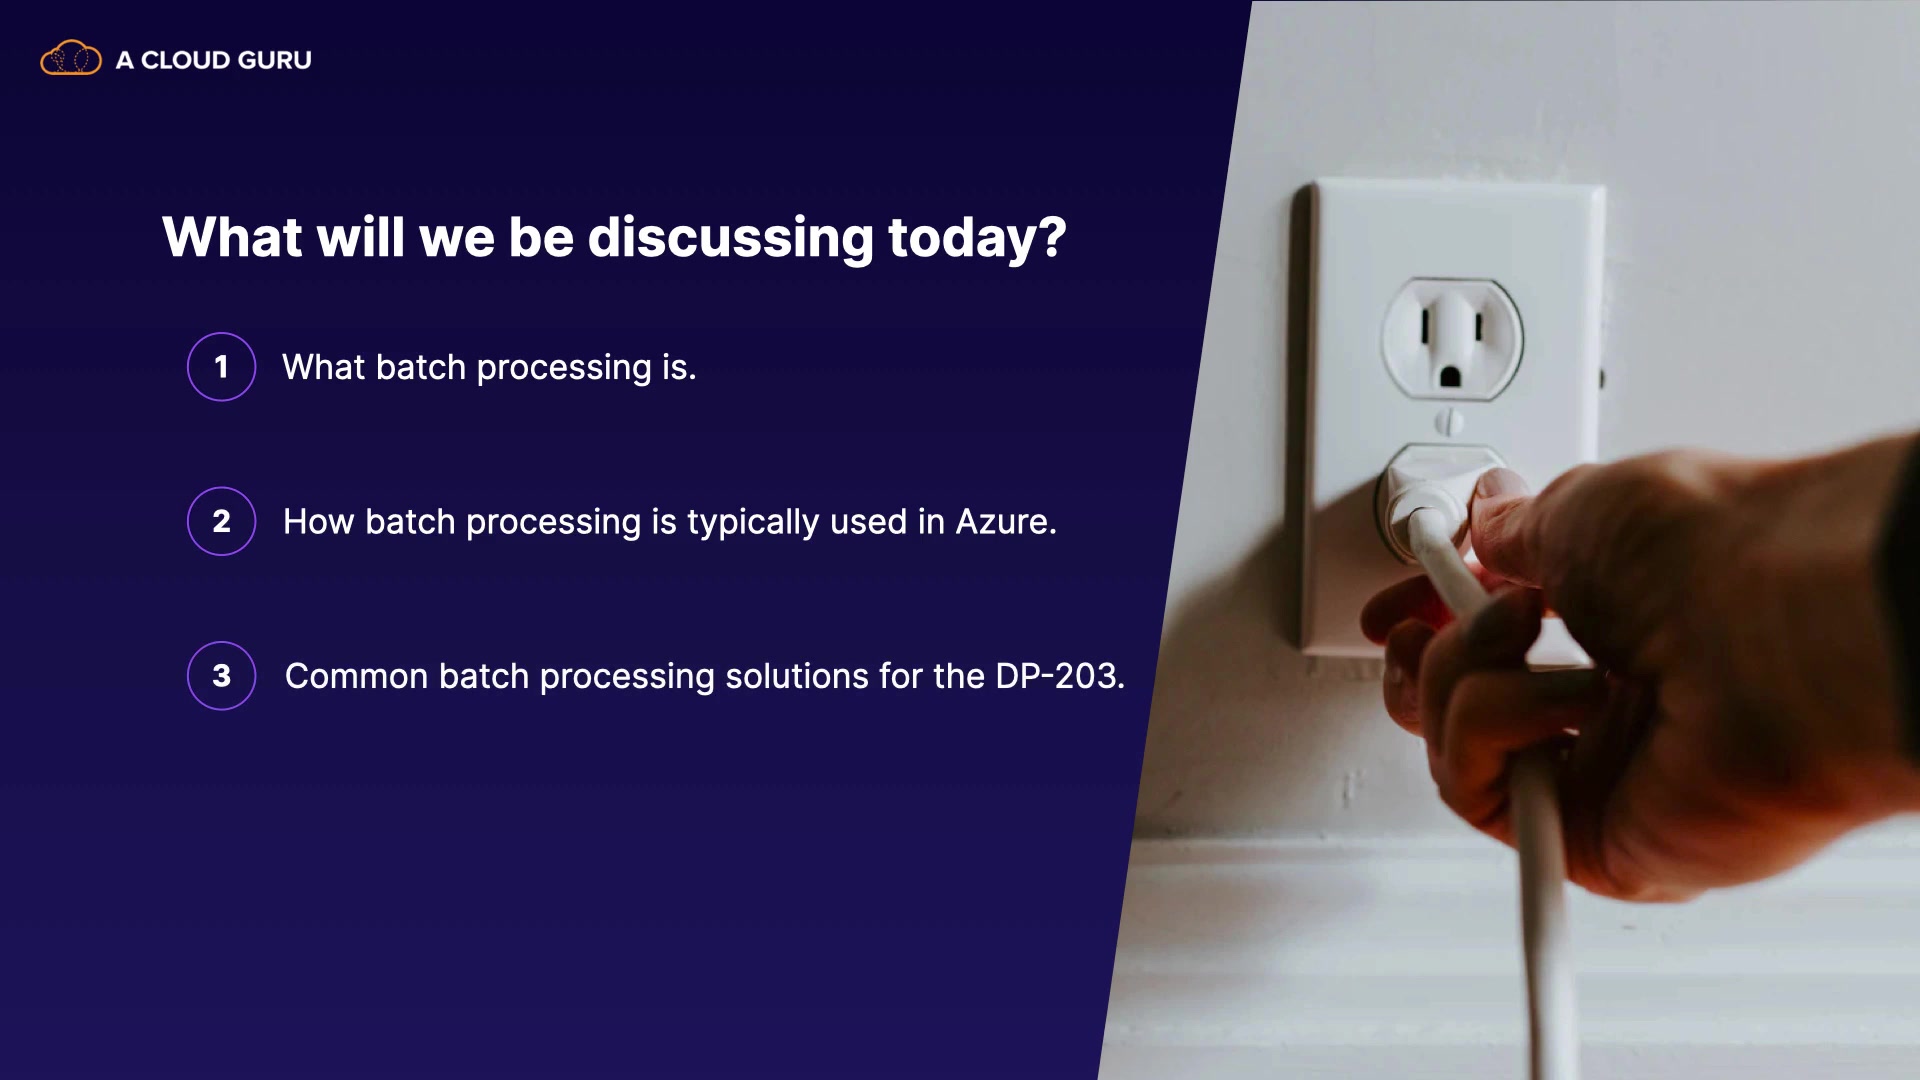 A CLOUD GURU
What will we be discussing today?
1 What batch processing is.
2 How batch processing is typically used in Azure.
3 Common batch processing solutions for the DP-203.